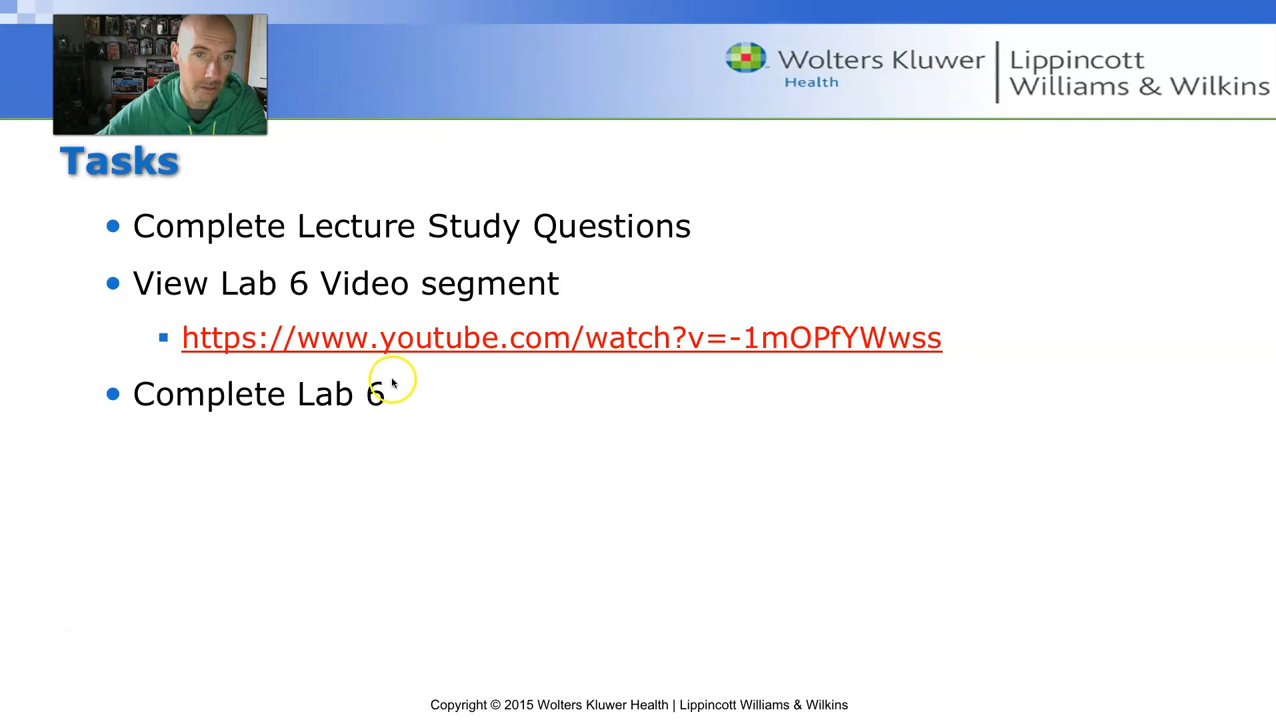 Wolters Kluwer
Health
Lippincott
Williams & Wilkins
Tasks
Complete Lecture Study Questions
View Lab 6 Video segment
https://www.youtube.com/watch?v=-1mOPfYWwss
Complete Lab 6
Copyright © 2015 Wolters Kluwer Health | Lippincott Williams & Wilkins